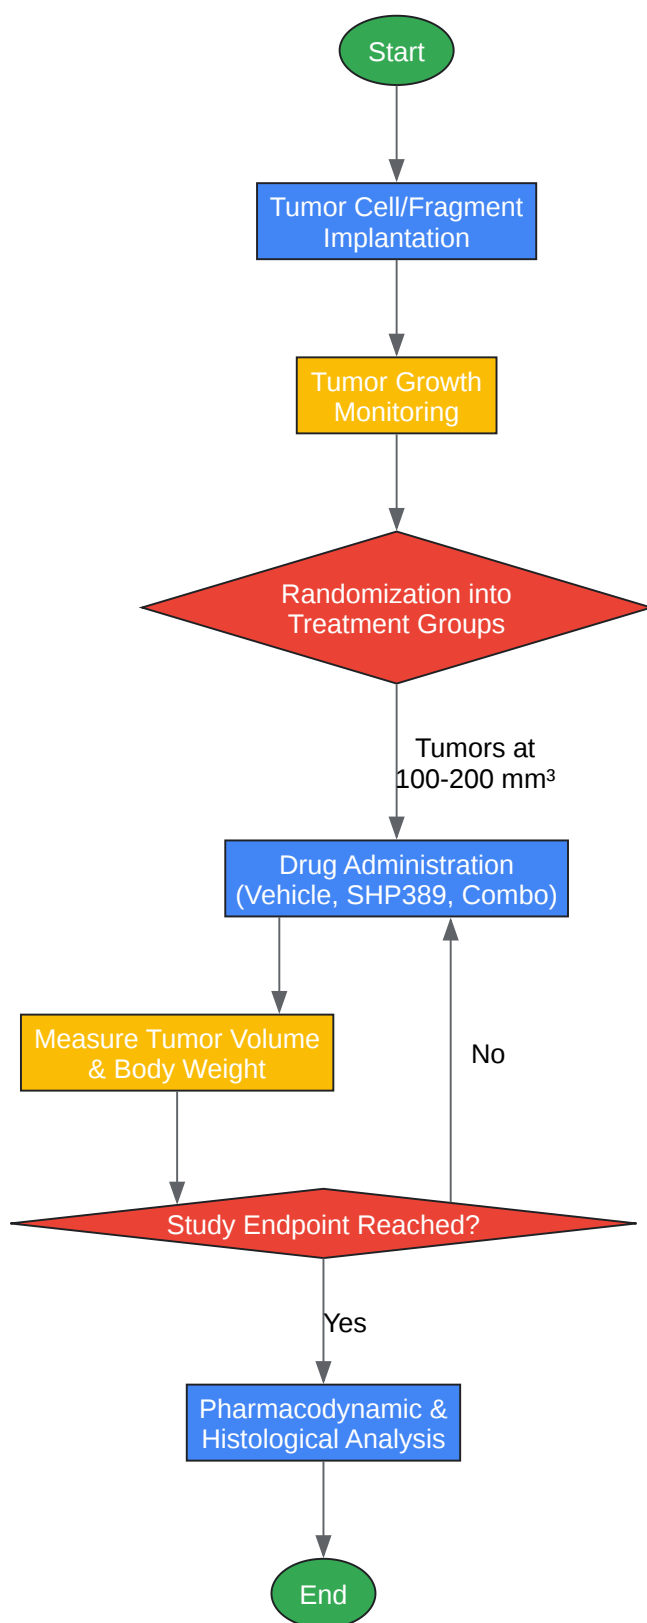 Start
Tumor Cell/Fragment
Implantation
Tumor Growth
Monitoring
Randomization into
Treatment Groups
Tumors at
100-200 mm³
Drug Administration
(Vehicle, SHP389, Combo)
Measure Tumor Volume
& Body Weight
No
Study Endpoint Reached?
Yes
Pharmacodynamic &
Histological Analysis
End